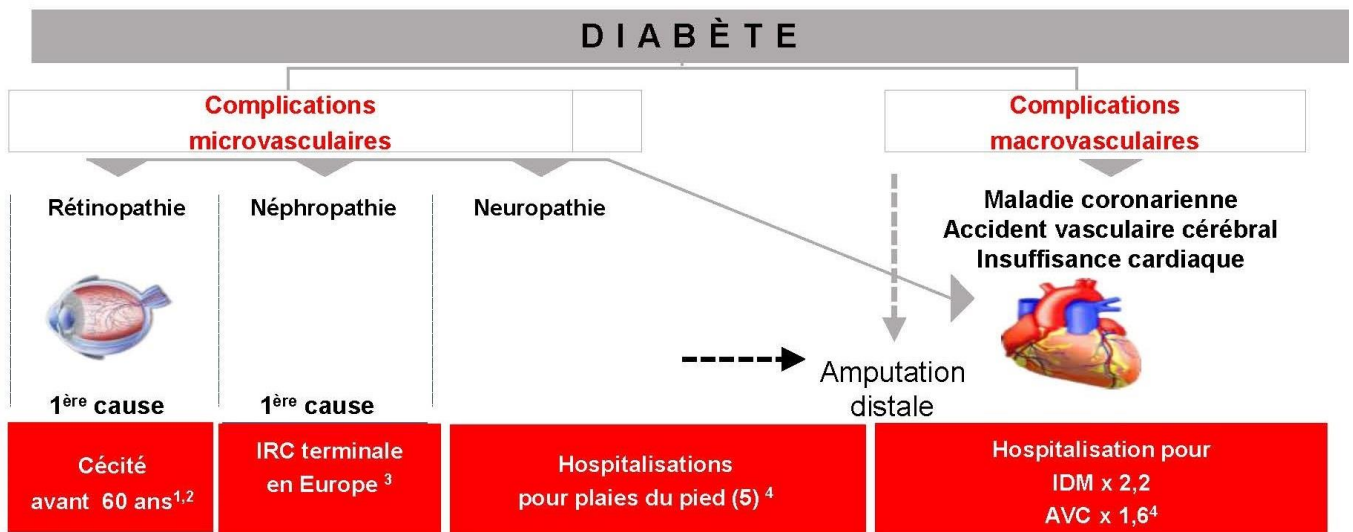 DIABÈTE
Complications
microvasculaires
Complications
macrovasculaires
Rétinopathie
Néphropathie
Neuropathie
Maladie coronarienne
Accident vasculaire cérébral
Insuffisance cardiaque
Amputation
distale
1ère cause
1ère cause
Cécité
avant 60 ans1,2
IRC terminale
en Europe 3
Hospitalisations
pour plaies du pied (5) 4
Hospitalisation pour
IDM x 2,2
AVC x 1,64